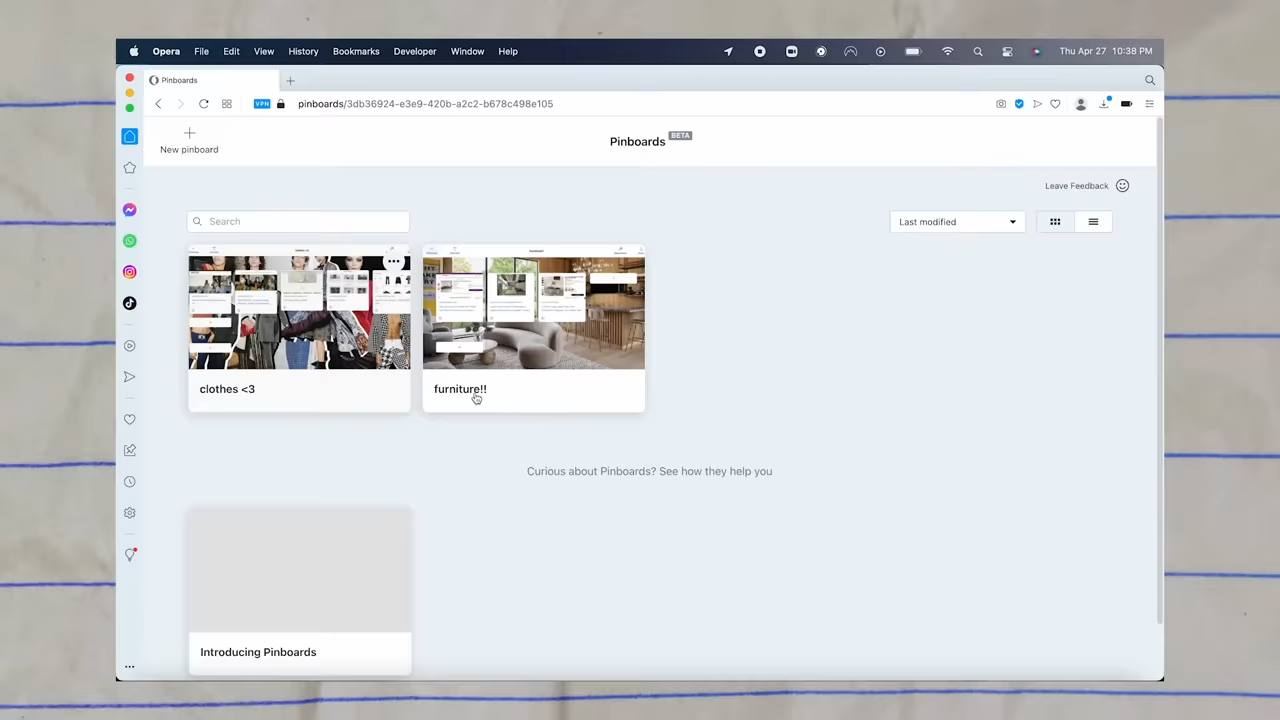 Opera File Edit View History Bookmarks Developer Window Help Thu Apr 27 10:38 PM
Pinboards
VPN pinboards/3db36924-e3e9-420b-a2c2-b678c498e105
New pinboard
Pinboards BETA
Leave Feedback
Search
Last modified
clothes <3
furniture!!
Curious about Pinboards? See how they help you
Introducing Pinboards